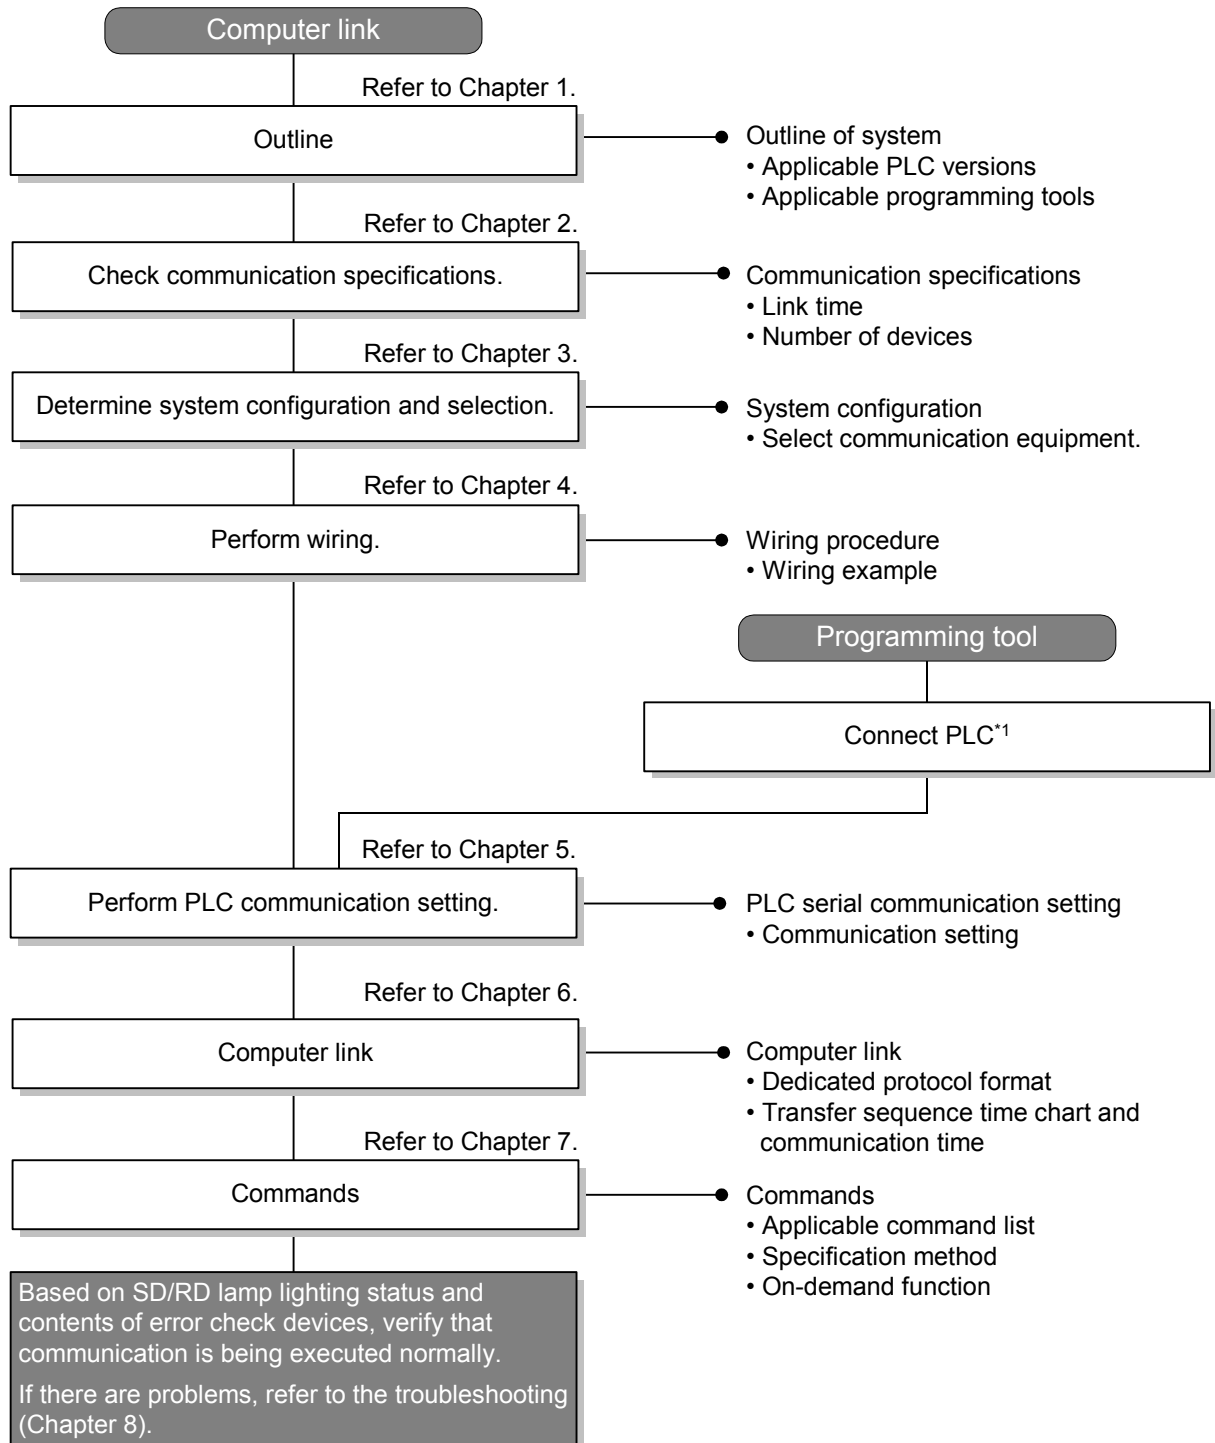 Computer link
Refer to Chapter 1.
Outline
Outline of system
• Applicable PLC versions
• Applicable programming tools
Refer to Chapter 2.
Check communication specifications.
Communication specifications
• Link time
• Number of devices
Refer to Chapter 3.
Determine system configuration and selection.
System configuration
• Select communication equipment.
Refer to Chapter 4.
Perform wiring.
Wiring procedure
• Wiring example
Programming tool
Connect PLC*1
Refer to Chapter 5.
Perform PLC communication setting.
PLC serial communication setting
• Communication setting
Refer to Chapter 6.
Computer link
Computer link
• Dedicated protocol format
• Transfer sequence time chart and
communication time
Refer to Chapter 7.
Commands
Commands
• Applicable command list
• Specification method
• On-demand function
Based on SD/RD lamp lighting status and
contents of error check devices, verify that
communication is being executed normally.
If there are problems, refer to the troubleshooting
(Chapter 8).